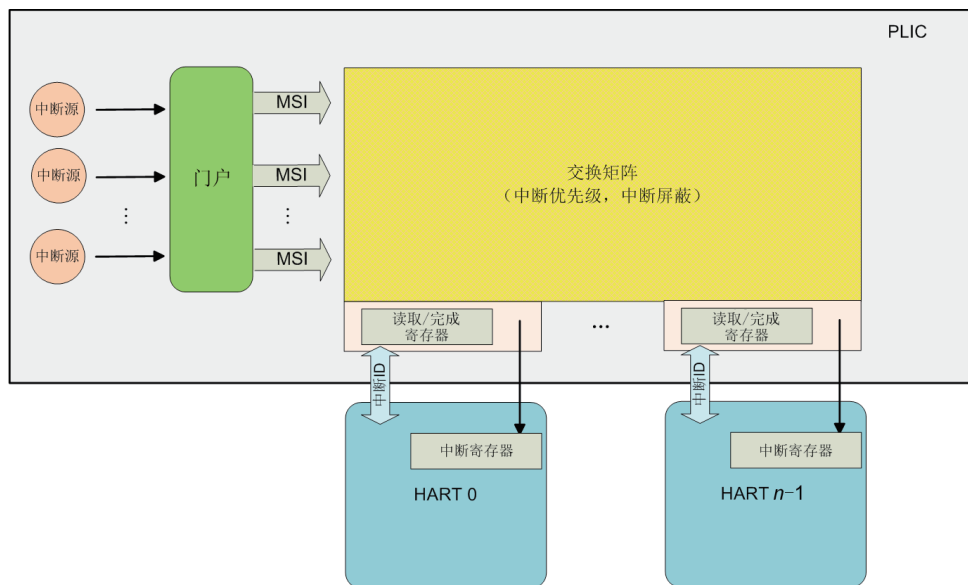 PLIC
中断源
MSI
中断源
门户
MSI
⋮
⋮
中断源
MSI
交换矩阵
（中断优先级，中断屏蔽）
读取/完成
寄存器
…
读取/完成
寄存器
中断ID
中断ID
中断寄存器
中断寄存器
HART 0
HART n-1